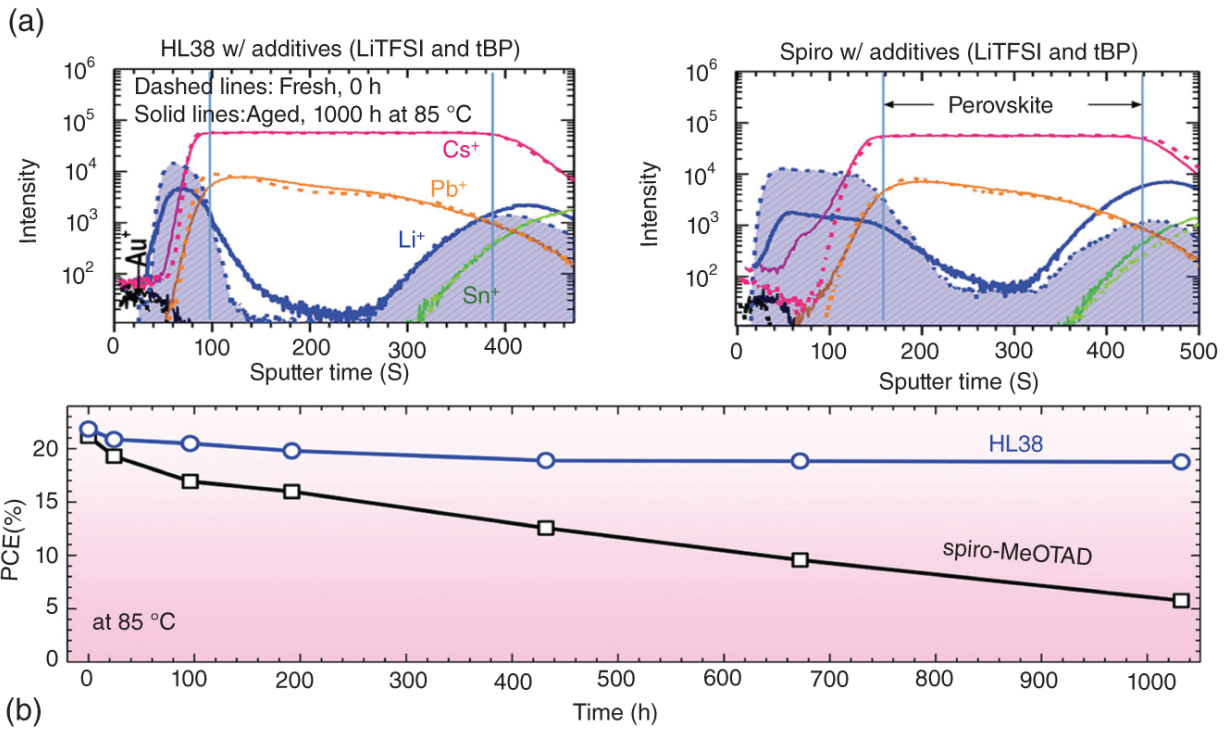 (a)
HL38 w/ additives (LiTFSI and tBP)
10⁶
10⁵
10⁴
10³
10²
Intensity
Dashed lines: Fresh, 0 h
Solid lines:Aged, 1000 h at 85 °C
Cs⁺
Pb⁺
Li⁺
Sn⁺
Au⁺
0 100 200 300 400
Sputter time (S)
Spiro w/ additives (LiTFSI and tBP)
10⁶
10⁵
10⁴
10³
10²
Intensity
Perovskite
0 100 200 300 400 500
Sputter time (S)
20
15
10
5
0
PCE(%)
HL38
spiro-MeOTAD
at 85 °C
0 100 200 300 400 500 600 700 800 900 1000
Time (h)
(b)